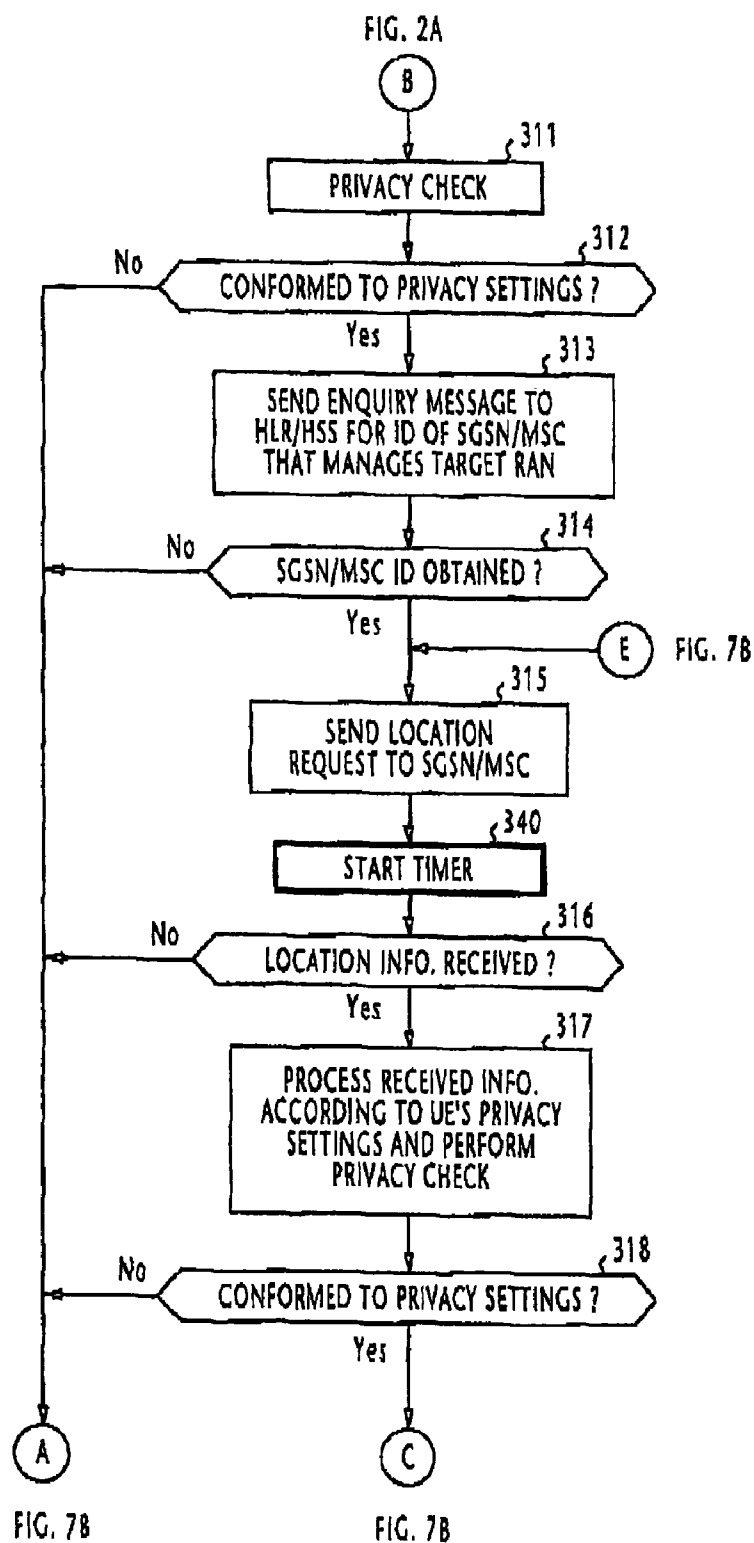 FIG. 2A
B
311
PRIVACY CHECK
312
No
CONFORMED TO PRIVACY SETTINGS ?
Yes
313
SEND ENQUIRY MESSAGE TO
HLR/HSS FOR ID OF SGSN/MSC
THAT MANAGES TARGET RAN
314
No
SGSN/MSC ID OBTAINED ?
Yes
E
FIG. 7B
315
SEND LOCATION
REQUEST TO SGSN/MSC
340
START TIMER
316
No
LOCATION INFO. RECEIVED ?
Yes
317
PROCESS RECEIVED INFO.
ACCORDING TO UE'S PRIVACY
SETTINGS AND PERFORM
PRIVACY CHECK
318
No
CONFORMED TO PRIVACY SETTINGS ?
Yes
A
C
FIG. 7B
FIG. 7B